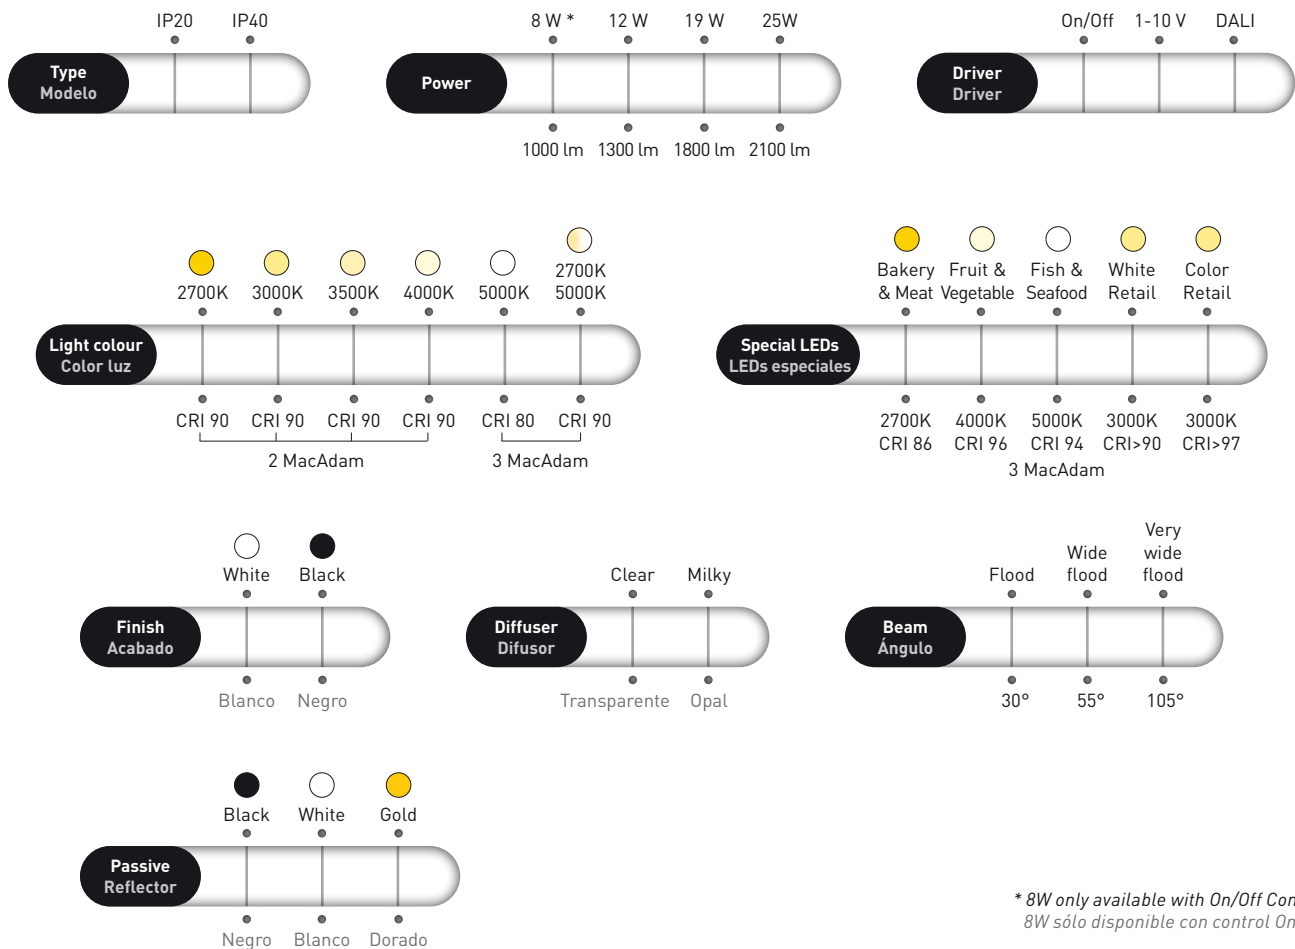 IP20 IP40
Type
Modelo
8 W * 12 W 19 W 25W
Power
1000 lm 1300 lm 1800 lm 2100 lm
On/Off 1-10 V DALI
Driver
Driver
2700K
2700K 3000K 3500K 4000K 5000K 5000K
Light colour
Color luz
CRI 90 CRI 90 CRI 90 CRI 90 CRI 80 CRI 90
2 MacAdam 3 MacAdam
Bakery Fruit & Fish & White Color
& Meat Vegetable Seafood Retail Retail
Special LEDs
LEDs especiales
2700K 4000K 5000K 3000K 3000K
CRI 86 CRI 96 CRI 94 CRI>90 CRI>97
3 MacAdam
White Black
Finish
Acabado
Blanco Negro
Clear Milky
Diffuser
Difusor
Transparente Opal
Very
Wide wide
Flood flood flood
Beam
Ángulo
30° 55° 105°
Black White Gold
Passive
Reflector
Negro Blanco Dorado
* 8W only available with On/Off
8W sólo disponible con control